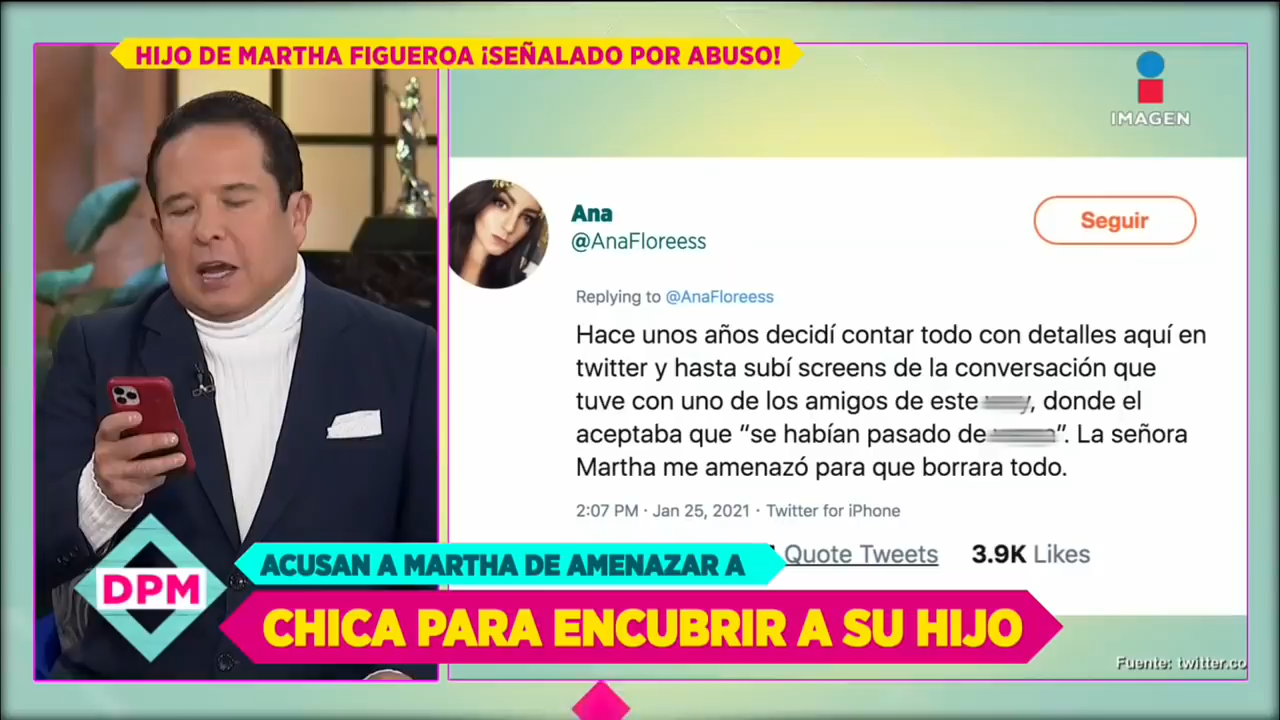 HIJO DE MARTHA FIGUEROA ¡SEÑALADO POR ABUSO!
IMAGEN
Ana
@AnaFloreess
Seguir
Replying to @AnaFloreess
Hace unos años decidí contar todo con detalles aquí en
twitter y hasta subí screens de la conversación que
tuve con uno de los amigos de este , donde el
aceptaba que “se habían pasado de ”. La señora
Martha me amenazó para que borrara todo.
2:07 PM · Jan 25, 2021 · Twitter for iPhone
Quote Tweets 3.9K Likes
ACUSAN A MARTHA DE AMENAZAR A
DPM
CHICA PARA ENCUBRIR A SU HIJO
Fuente: twitter.co